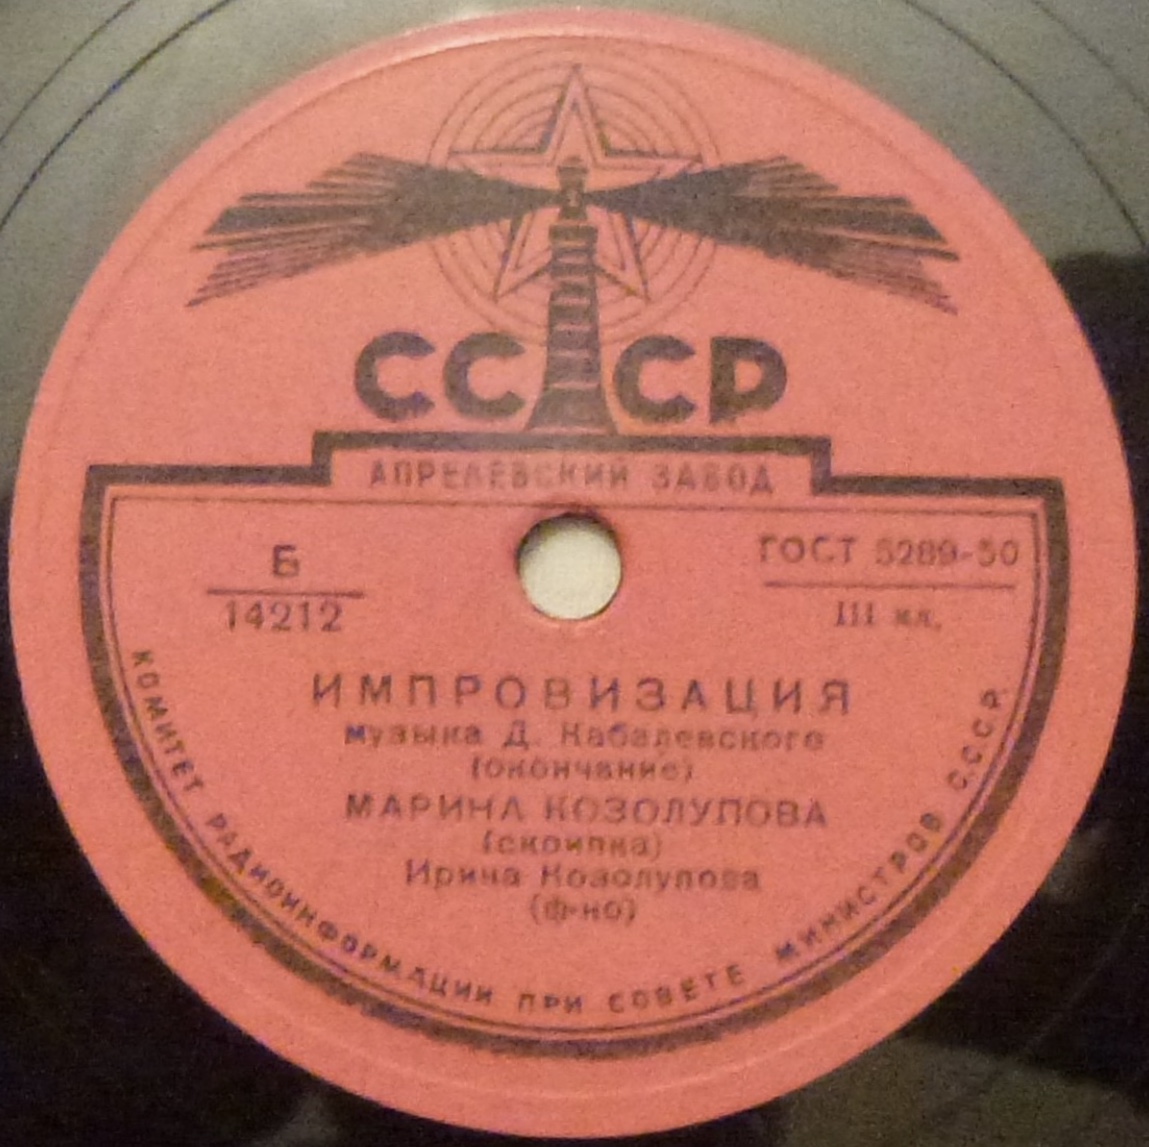 СССР
АПРЕЛЕВСКИЙ ЗАВОД
Б
14212
ГОСТ 5289-50
III кл.
ИМПРОВИЗАЦИЯ
музыка Д. Кабалевского
(окончание)
МАРИНА КОЗОЛУПОВА
(скрипка)
Ирина Козолупова
(ф-но)
КОМИТЕТ РАДИОИНФОРМАЦИИ ПРИ СОВЕТЕ МИНИСТРОВ С.С.С.Р.